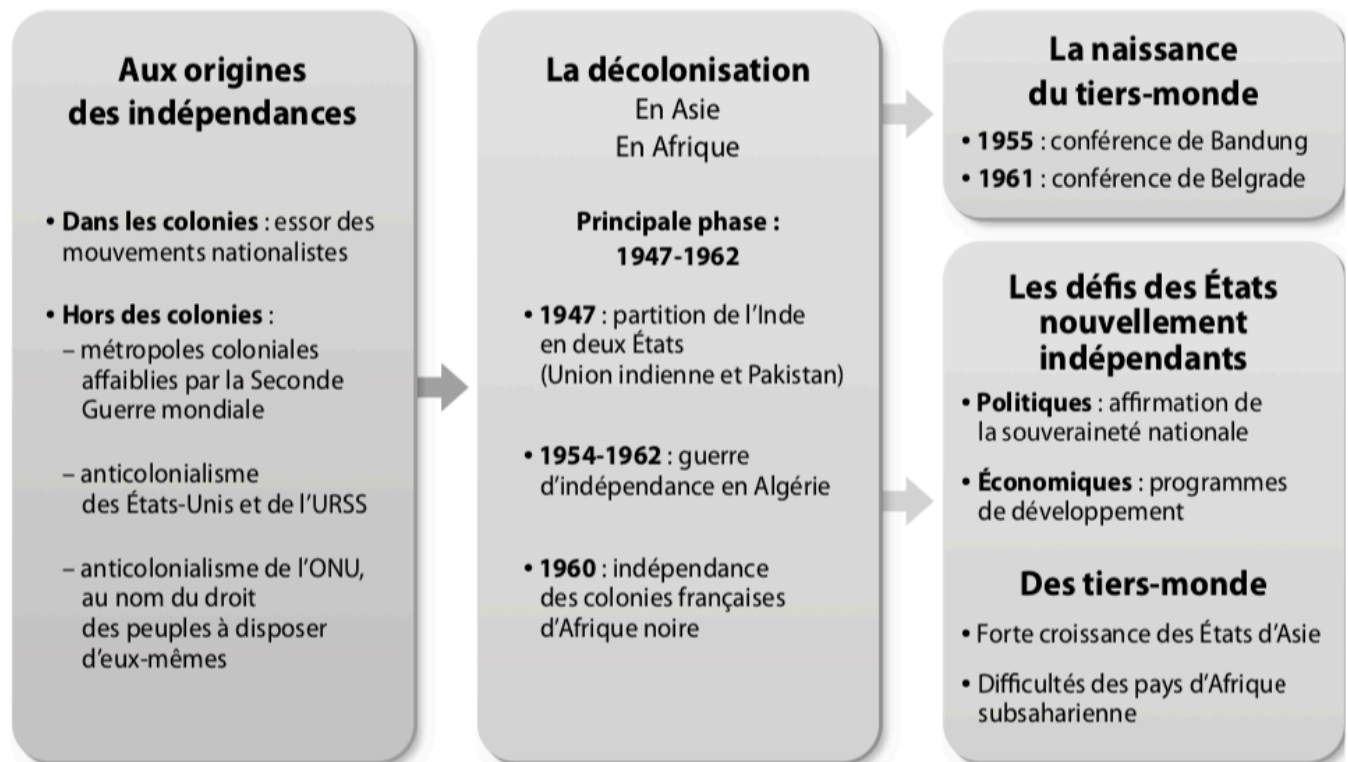 Aux origines
des indépendances
• Dans les colonies : essor des
mouvements nationalistes
• Hors des colonies :
– métropoles coloniales
affaiblies par la Seconde
Guerre mondiale
– anticolonialisme
des États-Unis et de l'URSS
– anticolonialisme de l'ONU,
au nom du droit
des peuples à disposer
d'eux-mêmes
La décolonisation
En Asie
En Afrique
Principale phase :
1947-1962
• 1947 : partition de l'Inde
en deux États
(Union indienne et Pakistan)
• 1954-1962 : guerre
d'indépendance en Algérie
• 1960 : indépendance
des colonies françaises
d'Afrique noire
La naissance
du tiers-monde
• 1955 : conférence de Bandung
• 1961 : conférence de Belgrade
Les défis des États
nouvellement
indépendants
• Politiques : affirmation de
la souveraineté nationale
• Économiques : programmes
de développement
Des tiers-monde
• Forte croissance des États d'Asie
• Difficultés des pays d'Afrique
subsaharienne